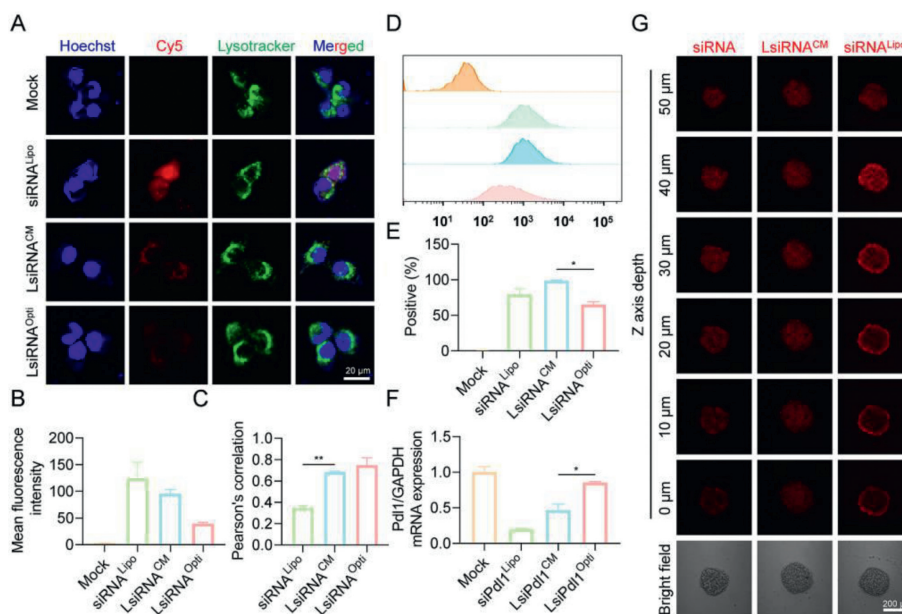 A
Hoechst
Cy5
Lysotracker
Merged
Mock
siRNALipo
LsiRNACM
LsiRNAOpti
20 μm
B
Mean fluorescence
intensity
200
150
100
50
0
Mock
siRNALipo
LsiRNACM
LsiRNAOpti
C
Pearson's correlation
1.0
0.8
0.6
0.4
0.2
0.0
**
siRNALipo
LsiRNACM
LsiRNAOpti
D
10¹ 10² 10³ 10⁴ 10⁵
E
Positive (%)
150
100
50
0
*
Mock
siRNALipo
LsiRNACM
LsiRNAOpti
F
Pdl1/GAPDH
mRNA expression
1.5
1.0
0.5
0.0
*
Mock
siPdl1Lipo
LsiPdl1CM
LsiPdl1Opti
G
siRNA
LsiRNACM
siRNALipo
Z axis depth
50 μm
40 μm
30 μm
20 μm
10 μm
0 μm
Bright field
200 μm